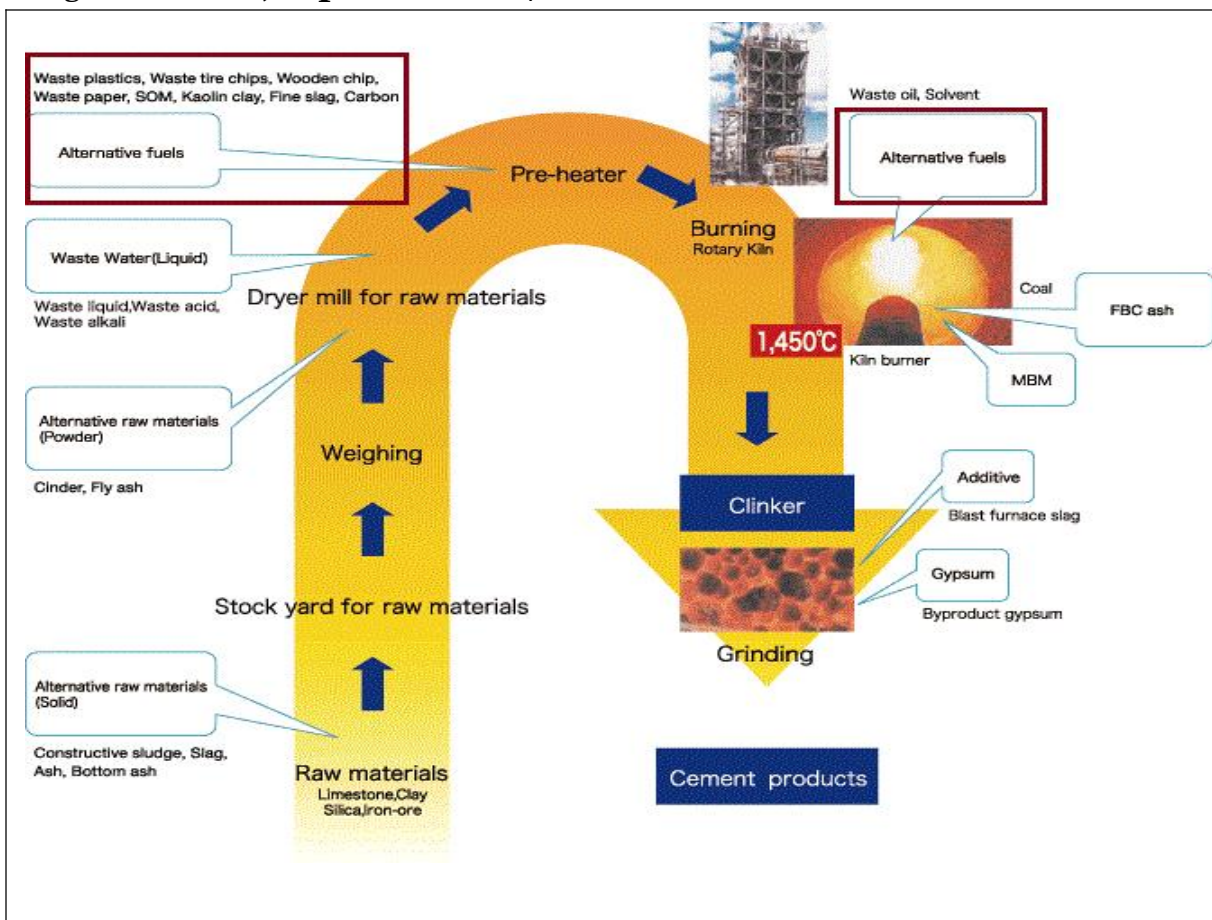 Waste plastics, Waste tire chips, Wooden chip,
Waste paper, SOM, Kaolin clay, Fine slag, Carbon
Alternative fuels
Waste oil, Solvent
Alternative fuels
Pre-heater
Burning
Rotary Kiln
Waste Water(Liquid)
Waste liquid,Waste acid,
Waste alkali
Dryer mill for raw materials
Coal
FBC ash
1,450℃
Kiln burner
MBM
Alternative raw materials
(Powder)
Cinder, Fly ash
Weighing
Clinker
Additive
Blast furnace slag
Gypsum
Byproduct gypsum
Stock yard for raw materials
Grinding
Alternative raw materials
(Solid)
Constructive sludge, Slag,
Ash, Bottom ash
Raw materials
Limestone,Clay
Silica,Iron-ore
Cement products